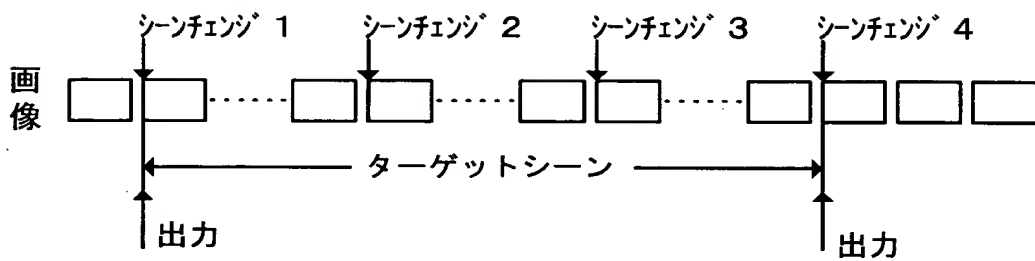 シーンチェンジ 1 シーンチェンジ 2 シーンチェンジ 3 シーンチェンジ 4
画像
ターゲットシーン
出力 出力